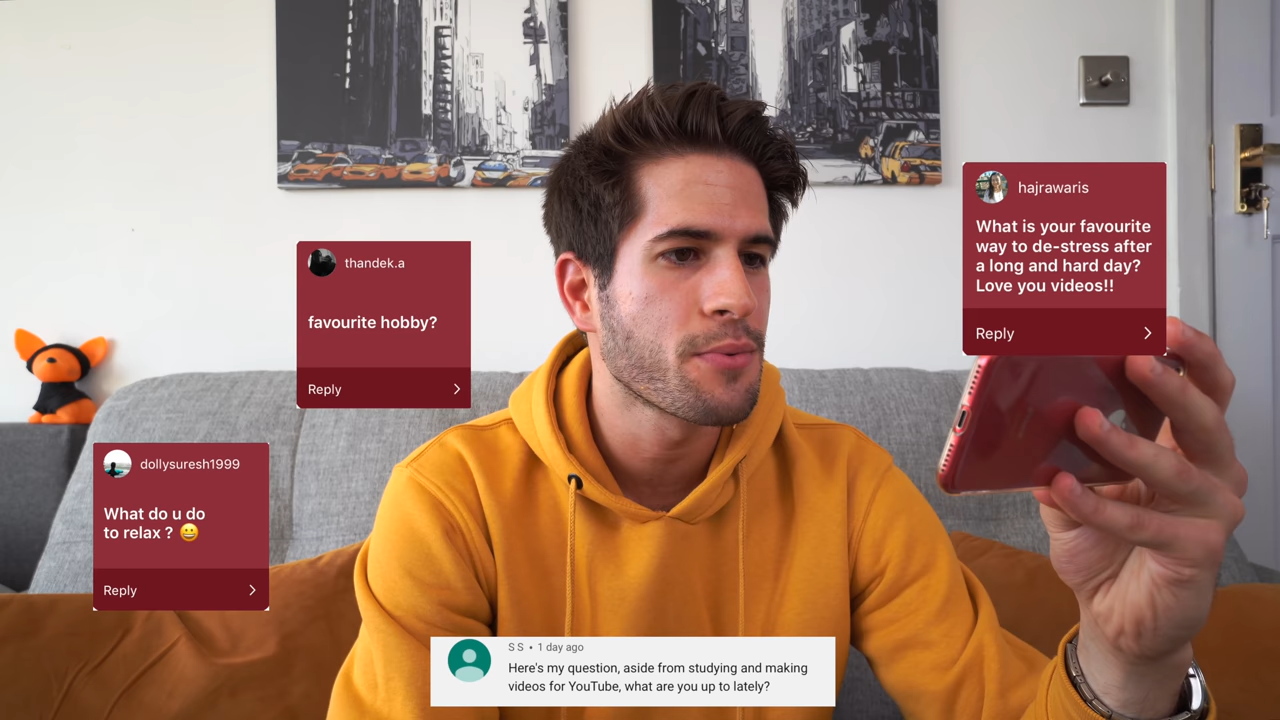 hajrawaris
What is your favourite
way to de-stress after
a long and hard day?
Love you videos!!
Reply
thandek.a
favourite hobby?
Reply
dollysuresh1999
What do u do
to relax ? 😀
Reply
S S • 1 day ago
Here's my question, aside from studying and making
videos for YouTube, what are you up to lately?